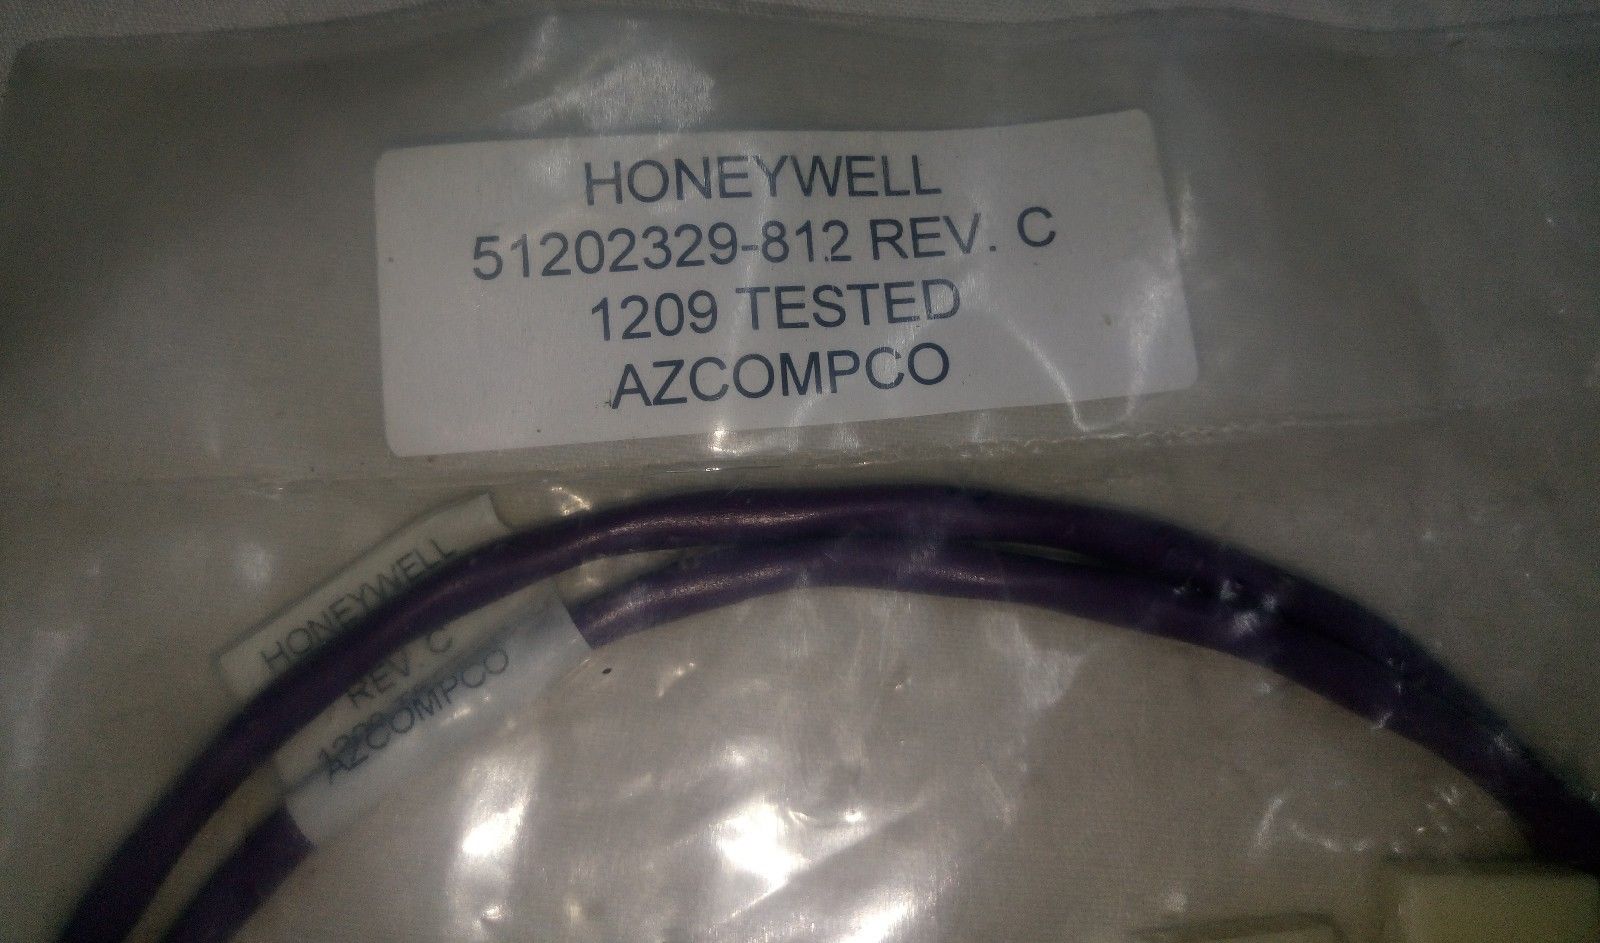 HONEYWELL
51202329-812 REV. C
1209 TESTED
AZCOMPCO
HONEYWELL
REV. C
AZCOMPCO